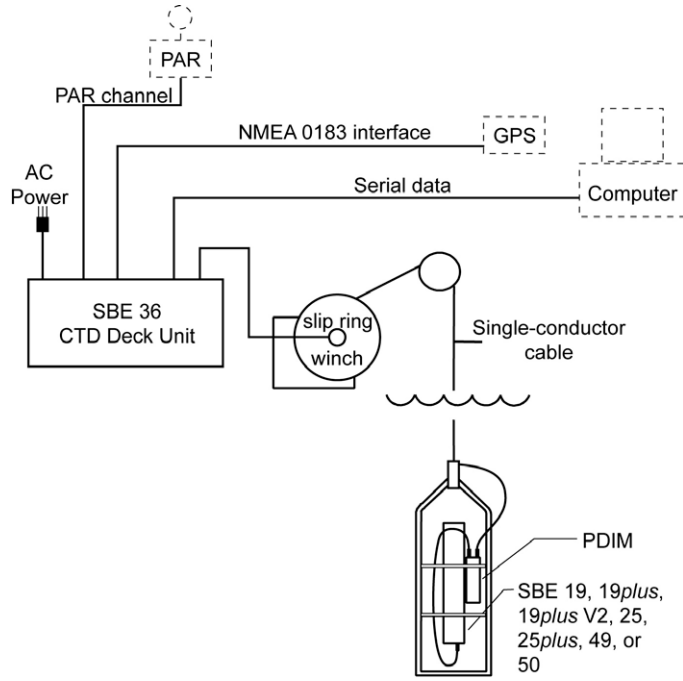 PAR
PAR channel
NMEA 0183 interface
GPS
AC
Power
Serial data
Computer
SBE 36
CTD Deck Unit
slip ring
winch
Single-conductor
cable
PDIM
SBE 19, 19plus,
19plus V2, 25,
25plus, 49, or
50